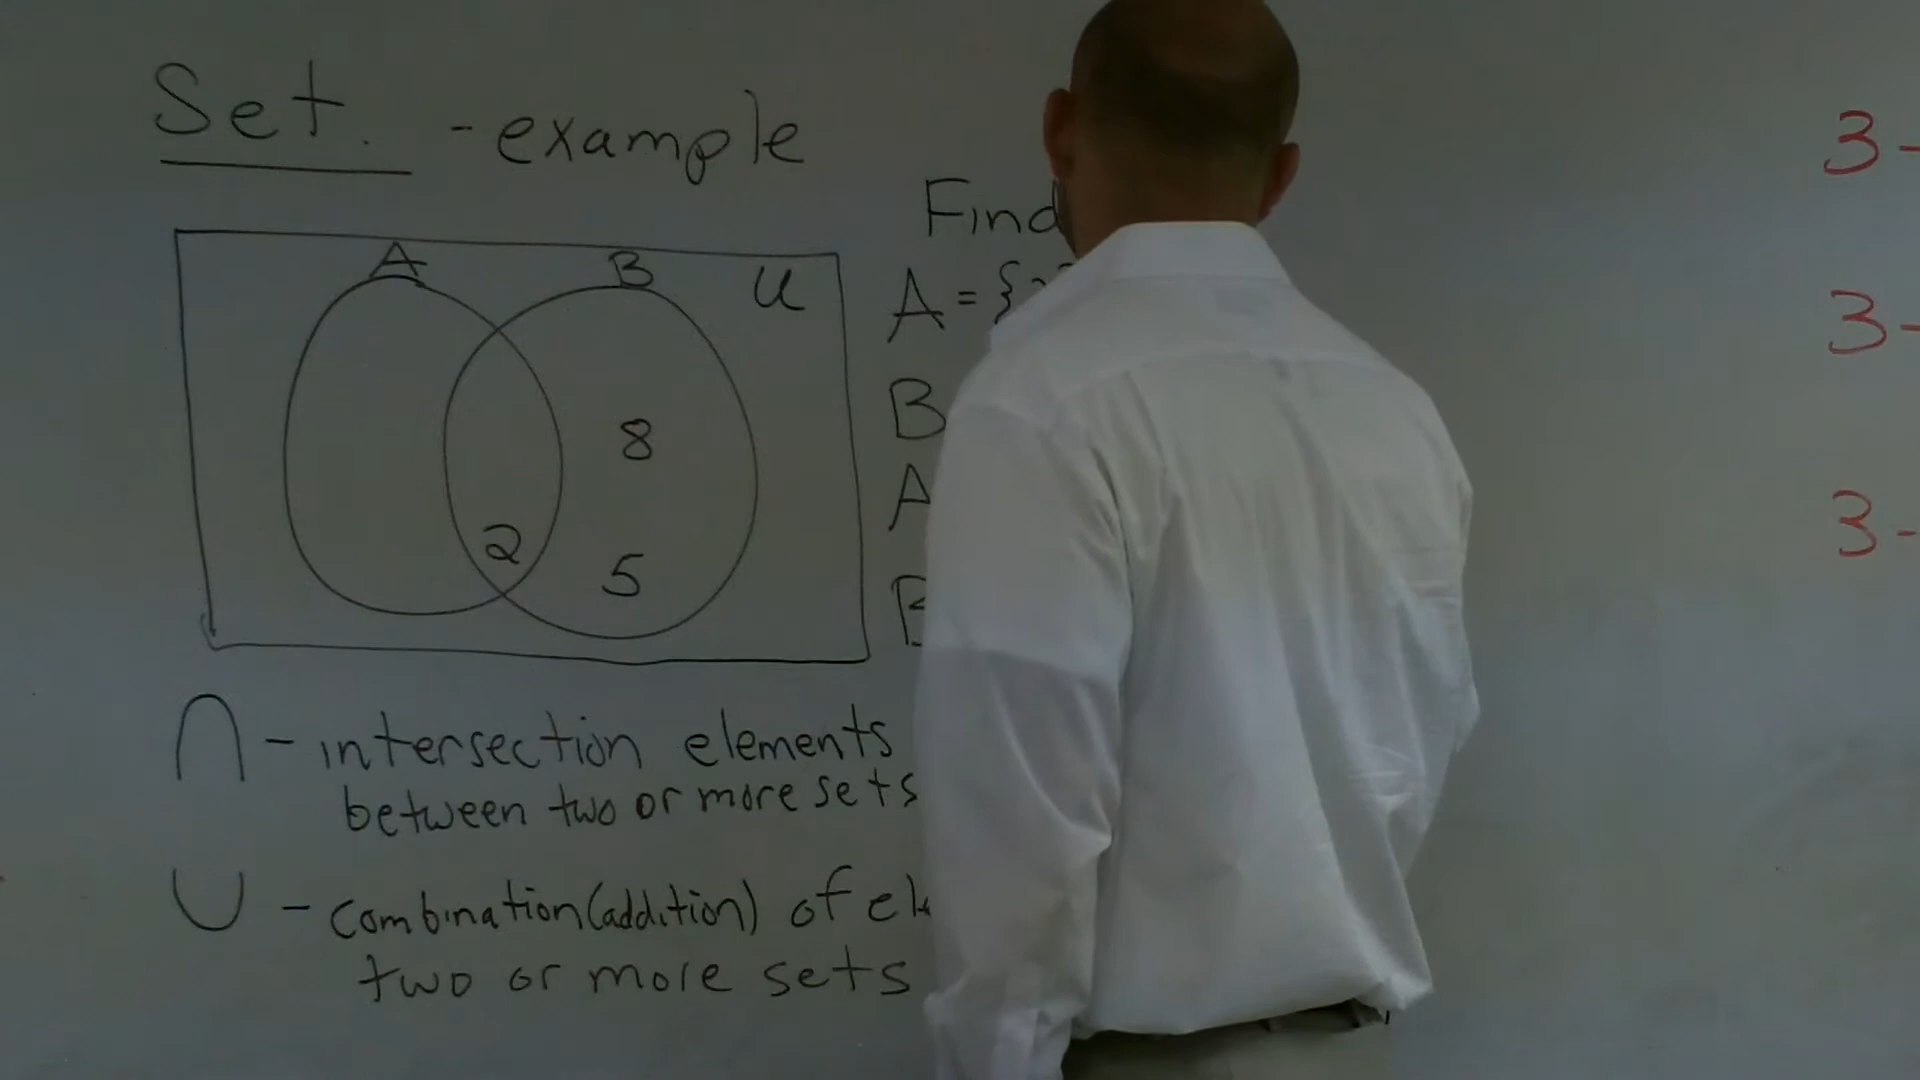 Set. - example
Find
A = {
B
A
B
A B U
8
2
5
∩ - intersection elements
between two or more sets
∪ - combination (addition) of
two or more sets
3-
3-
3-